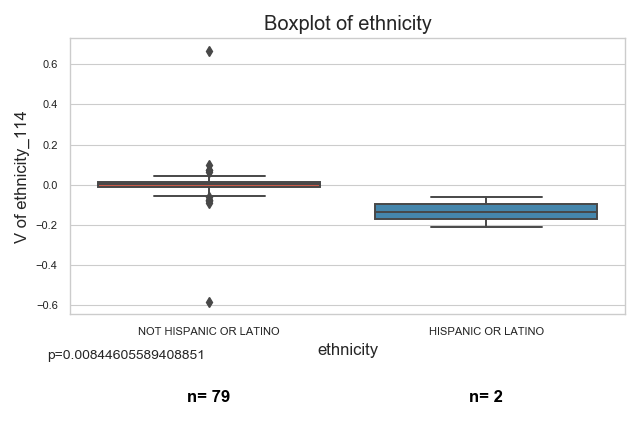 Boxplot of ethnicity
V of ethnicity_114
0.6
0.4
0.2
0.0
−0.2
−0.4
−0.6
NOT HISPANIC OR LATINO
HISPANIC OR LATINO
ethnicity
p=0.00844605589408851
n= 79
n= 2